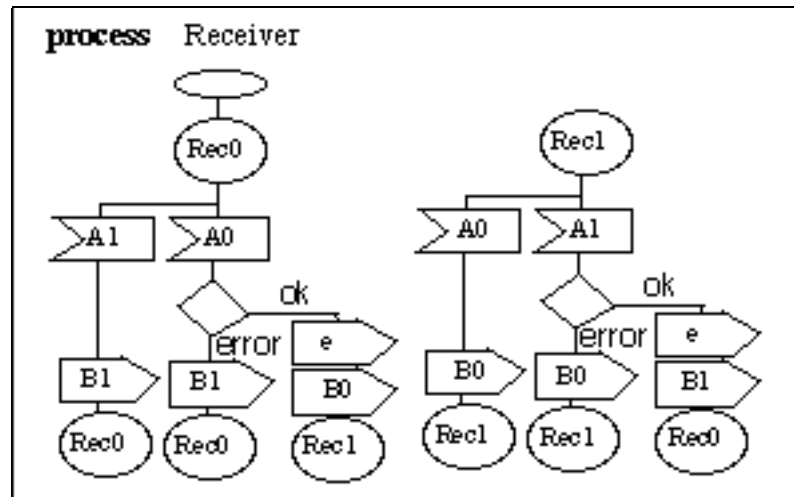 process Receiver
Rec0 Rec1
A1 A0 A0 A1
ok ok
error e error e
B1 B1 B0 B0 B0 B1
Rec0 Rec0 Rec1 Rec1 Rec1 Rec0